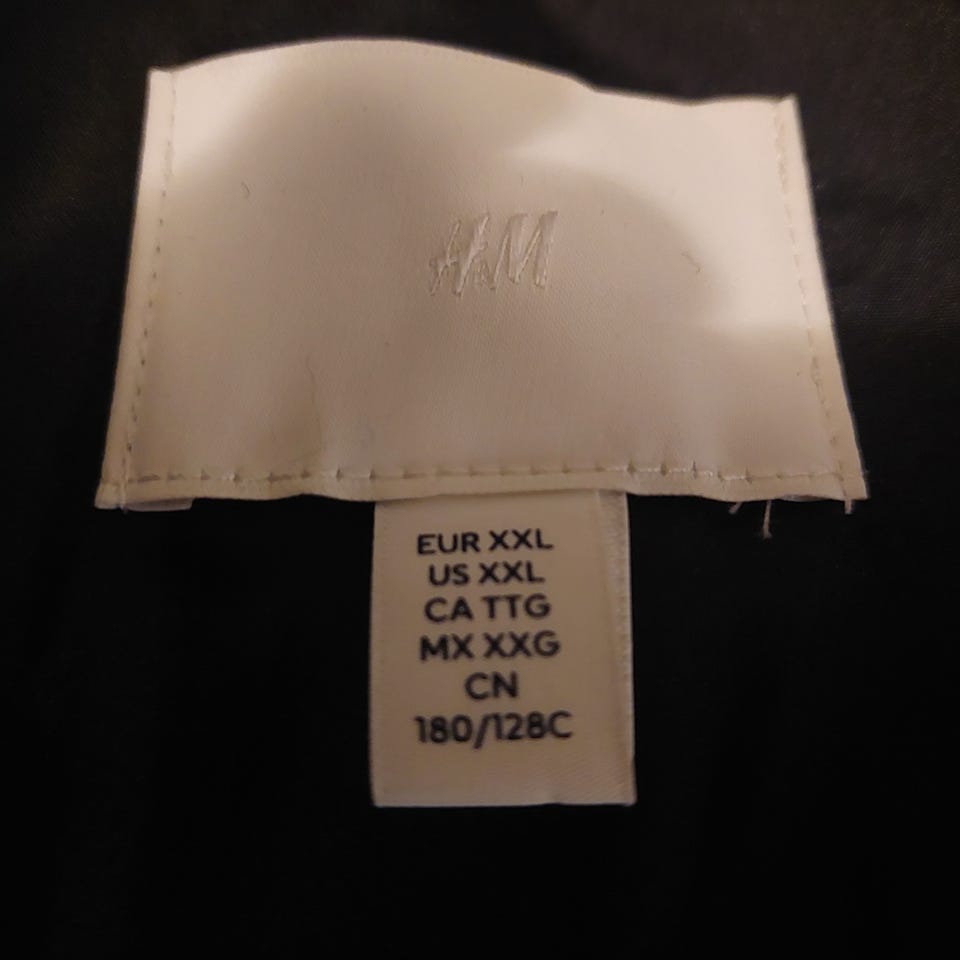 H&M
EUR XXL
US XXL
CA TTG
MX XXG
CN
180/128C